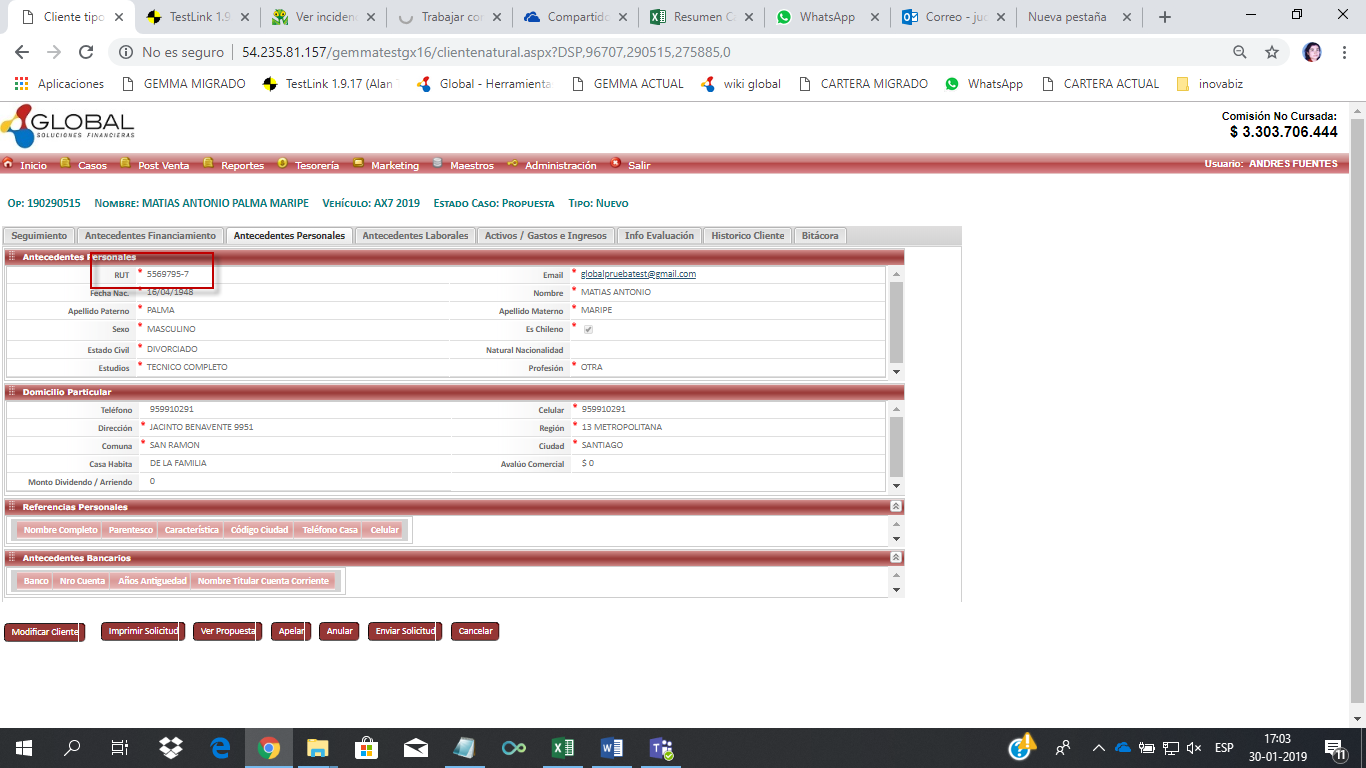 Cliente tipo
TestLink 1.9
Ver inciden
Trabajar con
Compartido
Resumen C
WhatsApp
Correo - juc
Nueva pestaña
No es seguro | 54.235.81.157/gemmatestgx16/clientenatural.aspx?DSP,96707,290515,275885,0
Aplicaciones
GEMMA MIGRADO
TestLink 1.9.17 (Alan
Global - Herramienta
GEMMA ACTUAL
wiki global
CARTERA MIGRADO
WhatsApp
CARTERA ACTUAL
inovabiz
GLOBAL
SOLUCIONES FINANCIERAS
Comisión No Cursada:
$ 3.303.706.444
Inicio Casos Post Venta Reportes Tesorería Marketing Maestros Administración Salir
Usuario: ANDRES FUENTES
OP: 190290515 NOMBRE: MATIAS ANTONIO PALMA MARIPE VEHÍCULO: AX7 2019 ESTADO CASO: PROPUESTA TIPO: NUEVO
Seguimiento Antecedentes Financiamiento Antecedentes Personales Antecedentes Laborales Activos / Gastos e Ingresos Info Evaluación Historico Cliente Bitácora
Antecedentes Personales
RUT * 5569795-7 Email * globalpruebatest@gmail.com
Fecha Nac. * 16/04/1948 Nombre * MATIAS ANTONIO
Apellido Paterno * PALMA Apellido Materno * MARIPE
Sexo * MASCULINO Es Chileno *
Estado Civil * DIVORCIADO Natural Nacionalidad
Estudios * TECNICO COMPLETO Profesión * OTRA
Domicilio Particular
Teléfono 959910291 Celular * 959910291
Dirección * JACINTO BENAVENTE 9951 Región * 13 METROPOLITANA
Comuna * SAN RAMON Ciudad * SANTIAGO
Casa Habita DE LA FAMILIA Avalúo Comercial $ 0
Monto Dividendo / Arriendo 0
Referencias Personales
Nombre Completo Parentesco Característica Código Ciudad Teléfono Casa Celular
Antecedentes Bancarios
Banco Nro Cuenta Años Antiguedad Nombre Titular Cuenta Corriente
Modificar Cliente Imprimir Solicitud Ver Propuesta Apelar Anular Enviar Solicitud Cancelar
ESP
17:03
30-01-2019
11